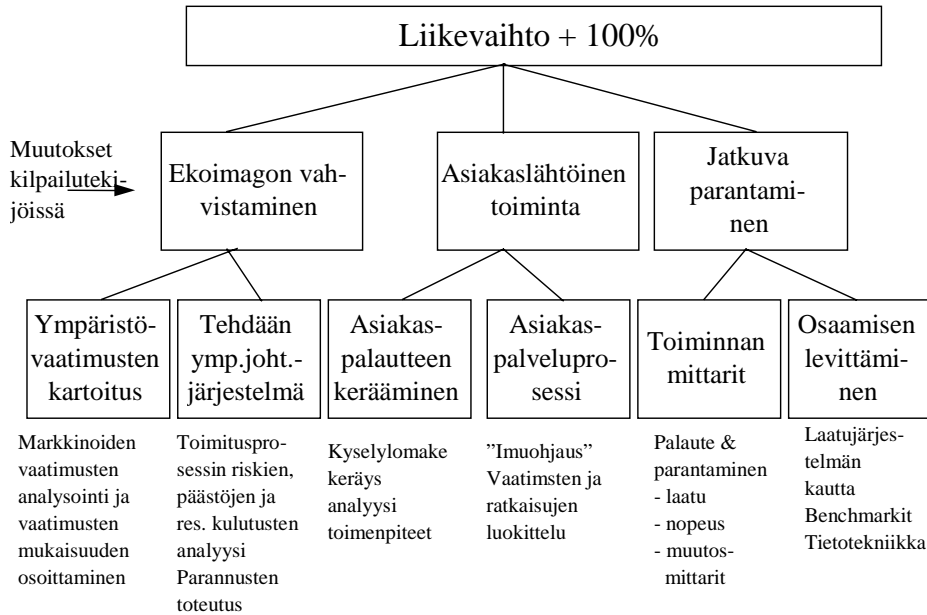 Liikevaihto + 100%
Muutokset
kilpailuteki-
jöissä
Ekoimagon vah-
vistaminen
Asiakaslähtöinen
toiminta
Jatkuva
parantami-
nen
Ympäristö-
vaatimusten
kartoitus
Tehdään
ymp.joht.-
järjestelmä
Asiakas-
palautteen
kerääminen
Asiakas-
palvelupro-
sessi
Toiminnan
mittarit
Osaamisen
levittämi-
nen
Markkinoiden
vaatimusten
analysointi ja
vaatimusten
mukaisuuden
osoittaminen
Toimituspro-
sessin riskien,
päästöjen ja
res. kulutusten
analyysi
Parannusten
toteutus
Kyselylomake
keräys
analyysi
toimenpiteet
”Imuohjaus”
Vaatimsten ja
ratkaisujen
luokittelu
Palaute &
parantaminen
- laatu
- nopeus
- muutos-
mittarit
Laatujärjes-
telmän
kautta
Benchmarkit
Tietotekniikka